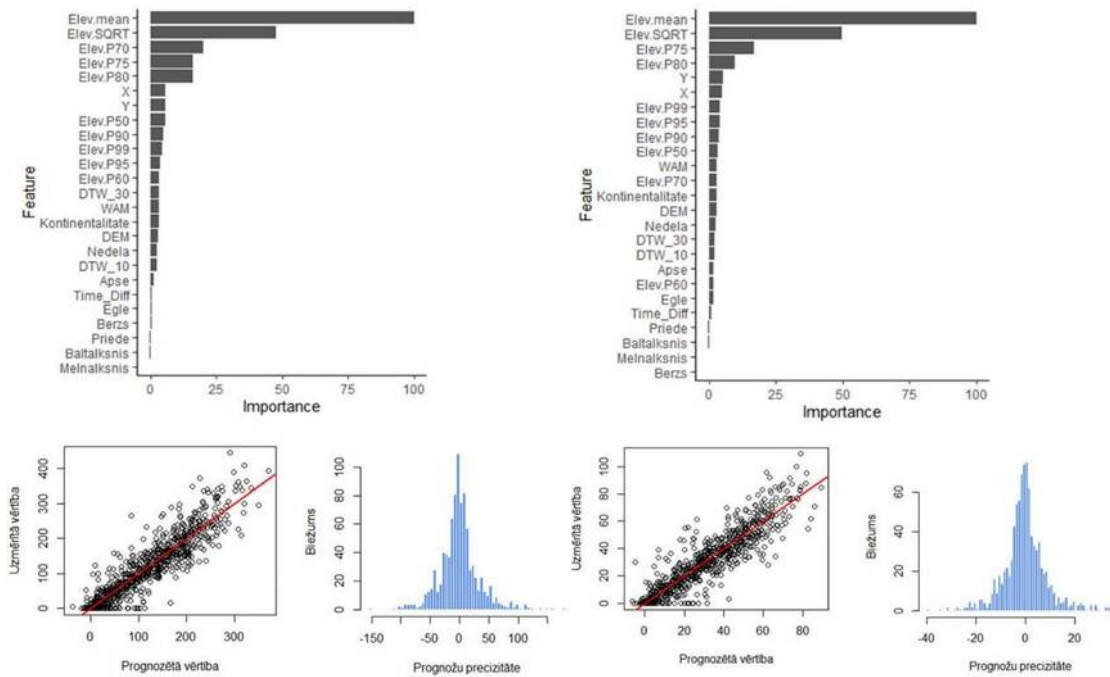 Elev.mean
Elev.SQRT
Elev.P70
Elev.P75
Elev.P80
X
Y
Elev.P50
Elev.P90
Elev.P99
Elev.P95
Elev.P60
DTW_30
WAM
Kontinentalitate
DEM
Nedela
DTW_10
Apse
Time_Diff
Egle
Berzs
Priede
Baltalksnis
Melnalksnis
Feature
0 25 50 75 100
Importance
Elev.mean
Elev.SQRT
Elev.P75
Elev.P80
Y
X
Elev.P99
Elev.P95
Elev.P90
Elev.P50
WAM
Elev.P70
Kontinentalitate
DEM
Nedela
DTW_30
DTW_10
Apse
Elev.P60
Egle
Time_Diff
Priede
Baltalksnis
Melnalksnis
Berzs
Feature
0 25 50 75 100
Importance
Uzmērītā vērtība
0 100 200 300 400
0 100 200 300
Prognozētā vērtība
Biežums
0 20 40 60 80 100
-150 -50 0 50 100
Prognožu precizitāte
Uzmērītā vērtība
0 20 40 60 80 100
0 20 40 60 80
Prognozētā vērtība
Biežums
0 20 40 60
-40 -20 0 20
Prognožu precizitāte